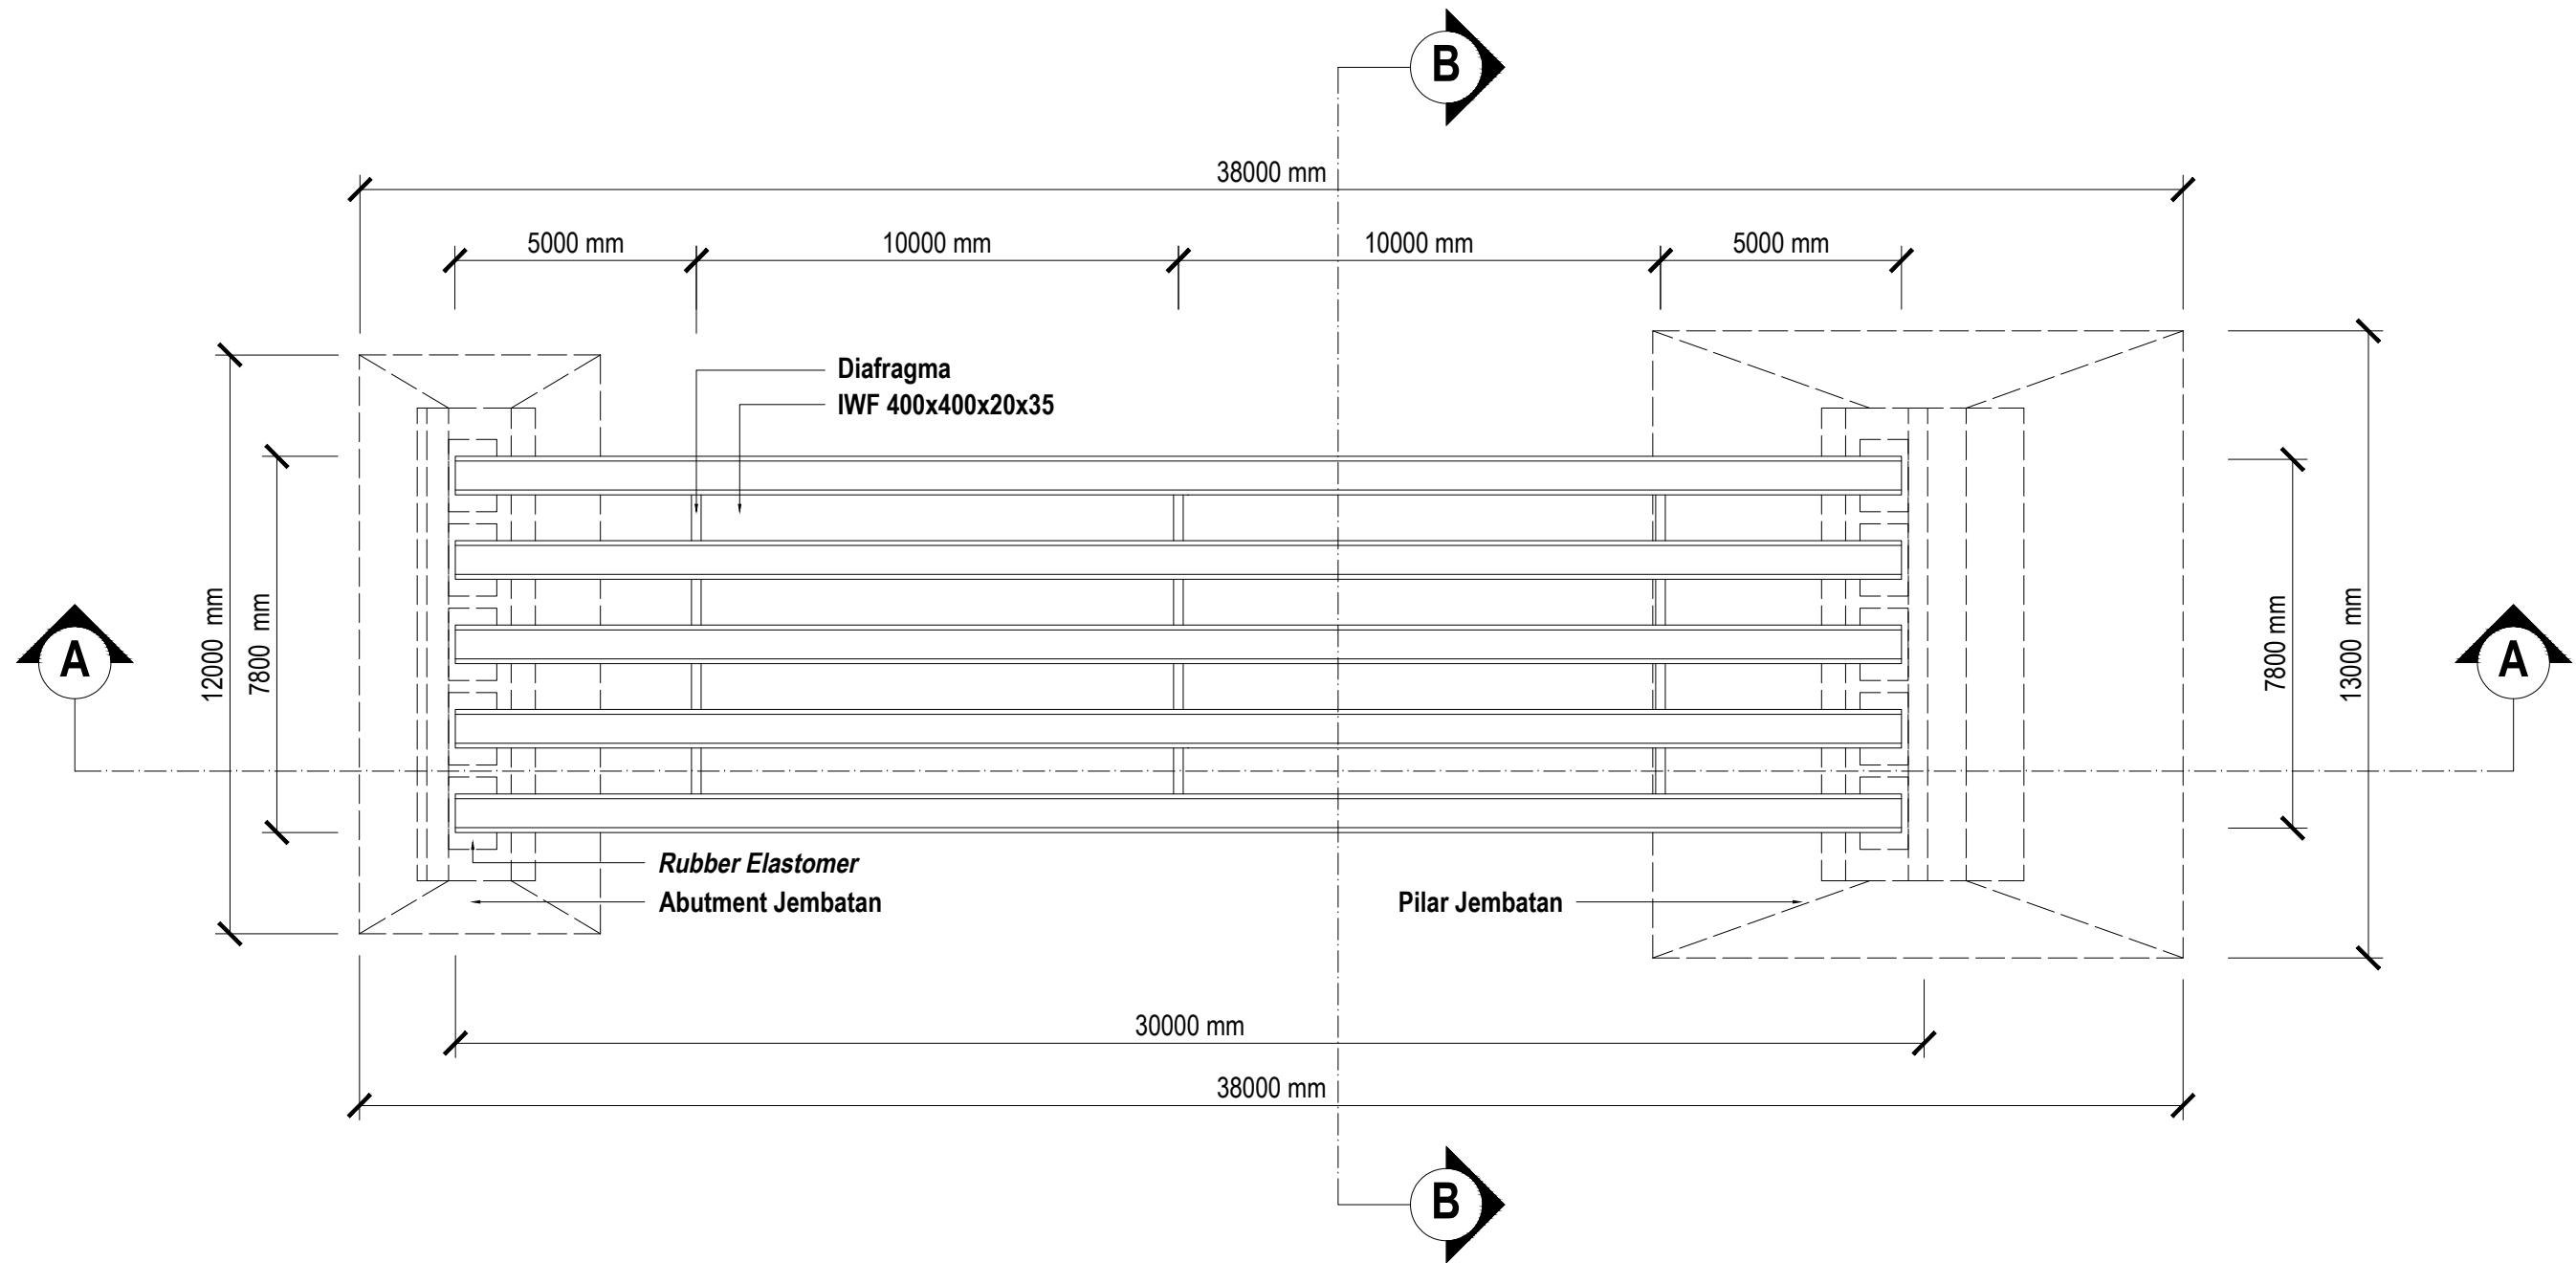 B
38000 mm
5000 mm
10000 mm
10000 mm
5000 mm
Diafragma
IWF 400x400x20x35
12000 mm
7800 mm
7800 mm
13000 mm
A
A
Rubber Elastomer
Abutment Jembatan
Pilar Jembatan
30000 mm
38000 mm
B